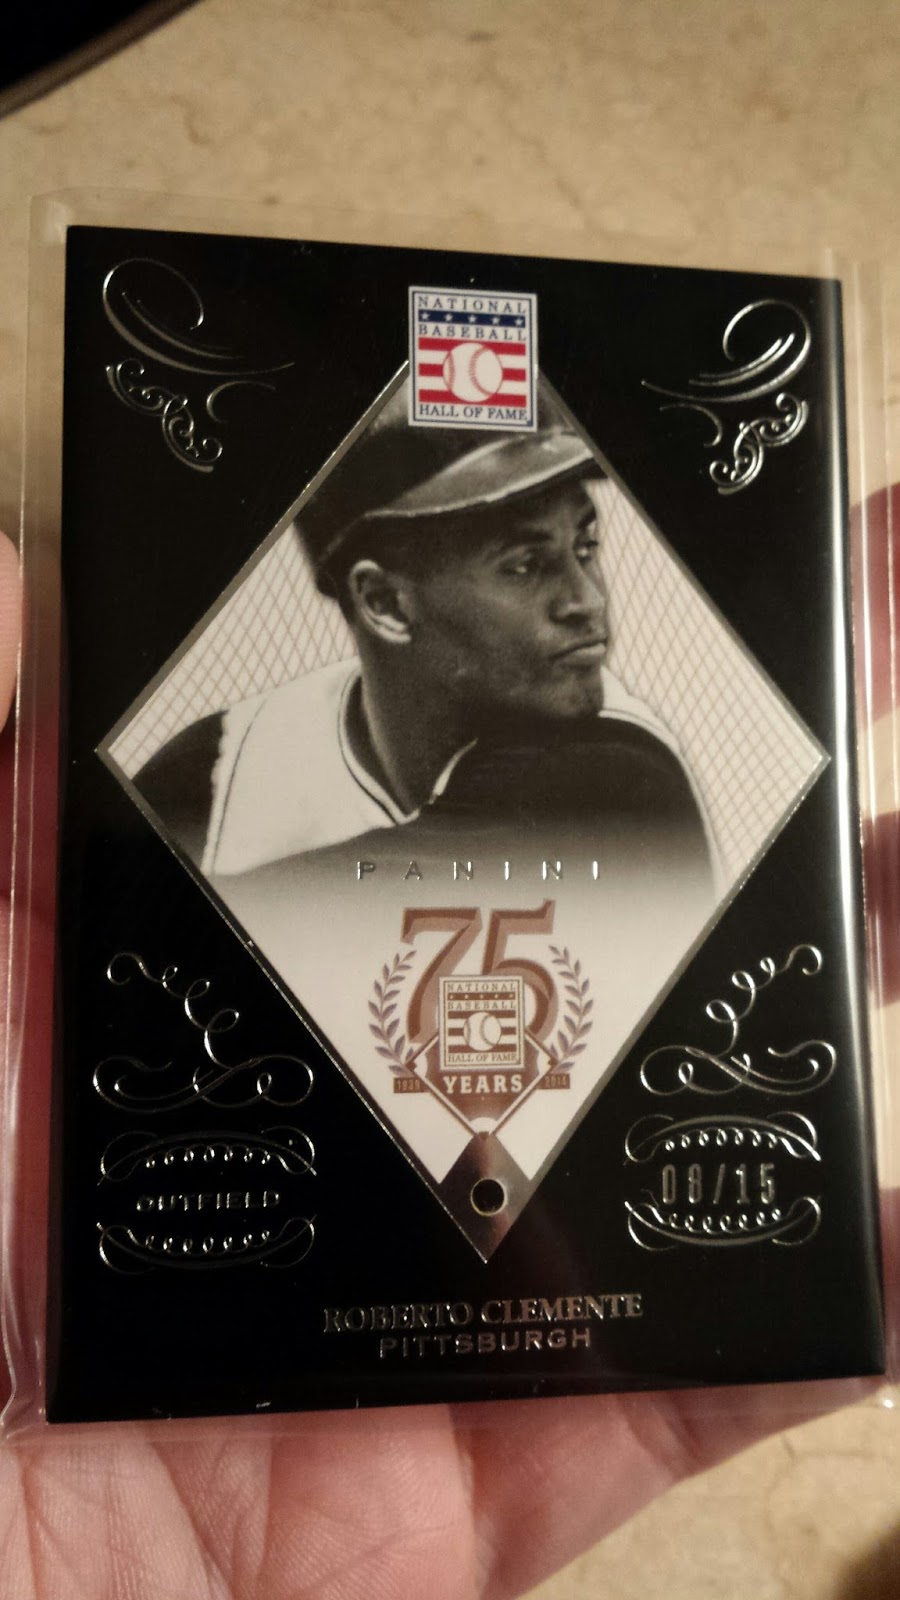 NATIONAL
BASEBALL
HALL OF FAME
PANINI
75
NATIONAL
BASEBALL
HALL OF FAME
1939
YEARS
2014
OUTFIELD
08/15
ROBERTO CLEMENTE
PITTSBURGH